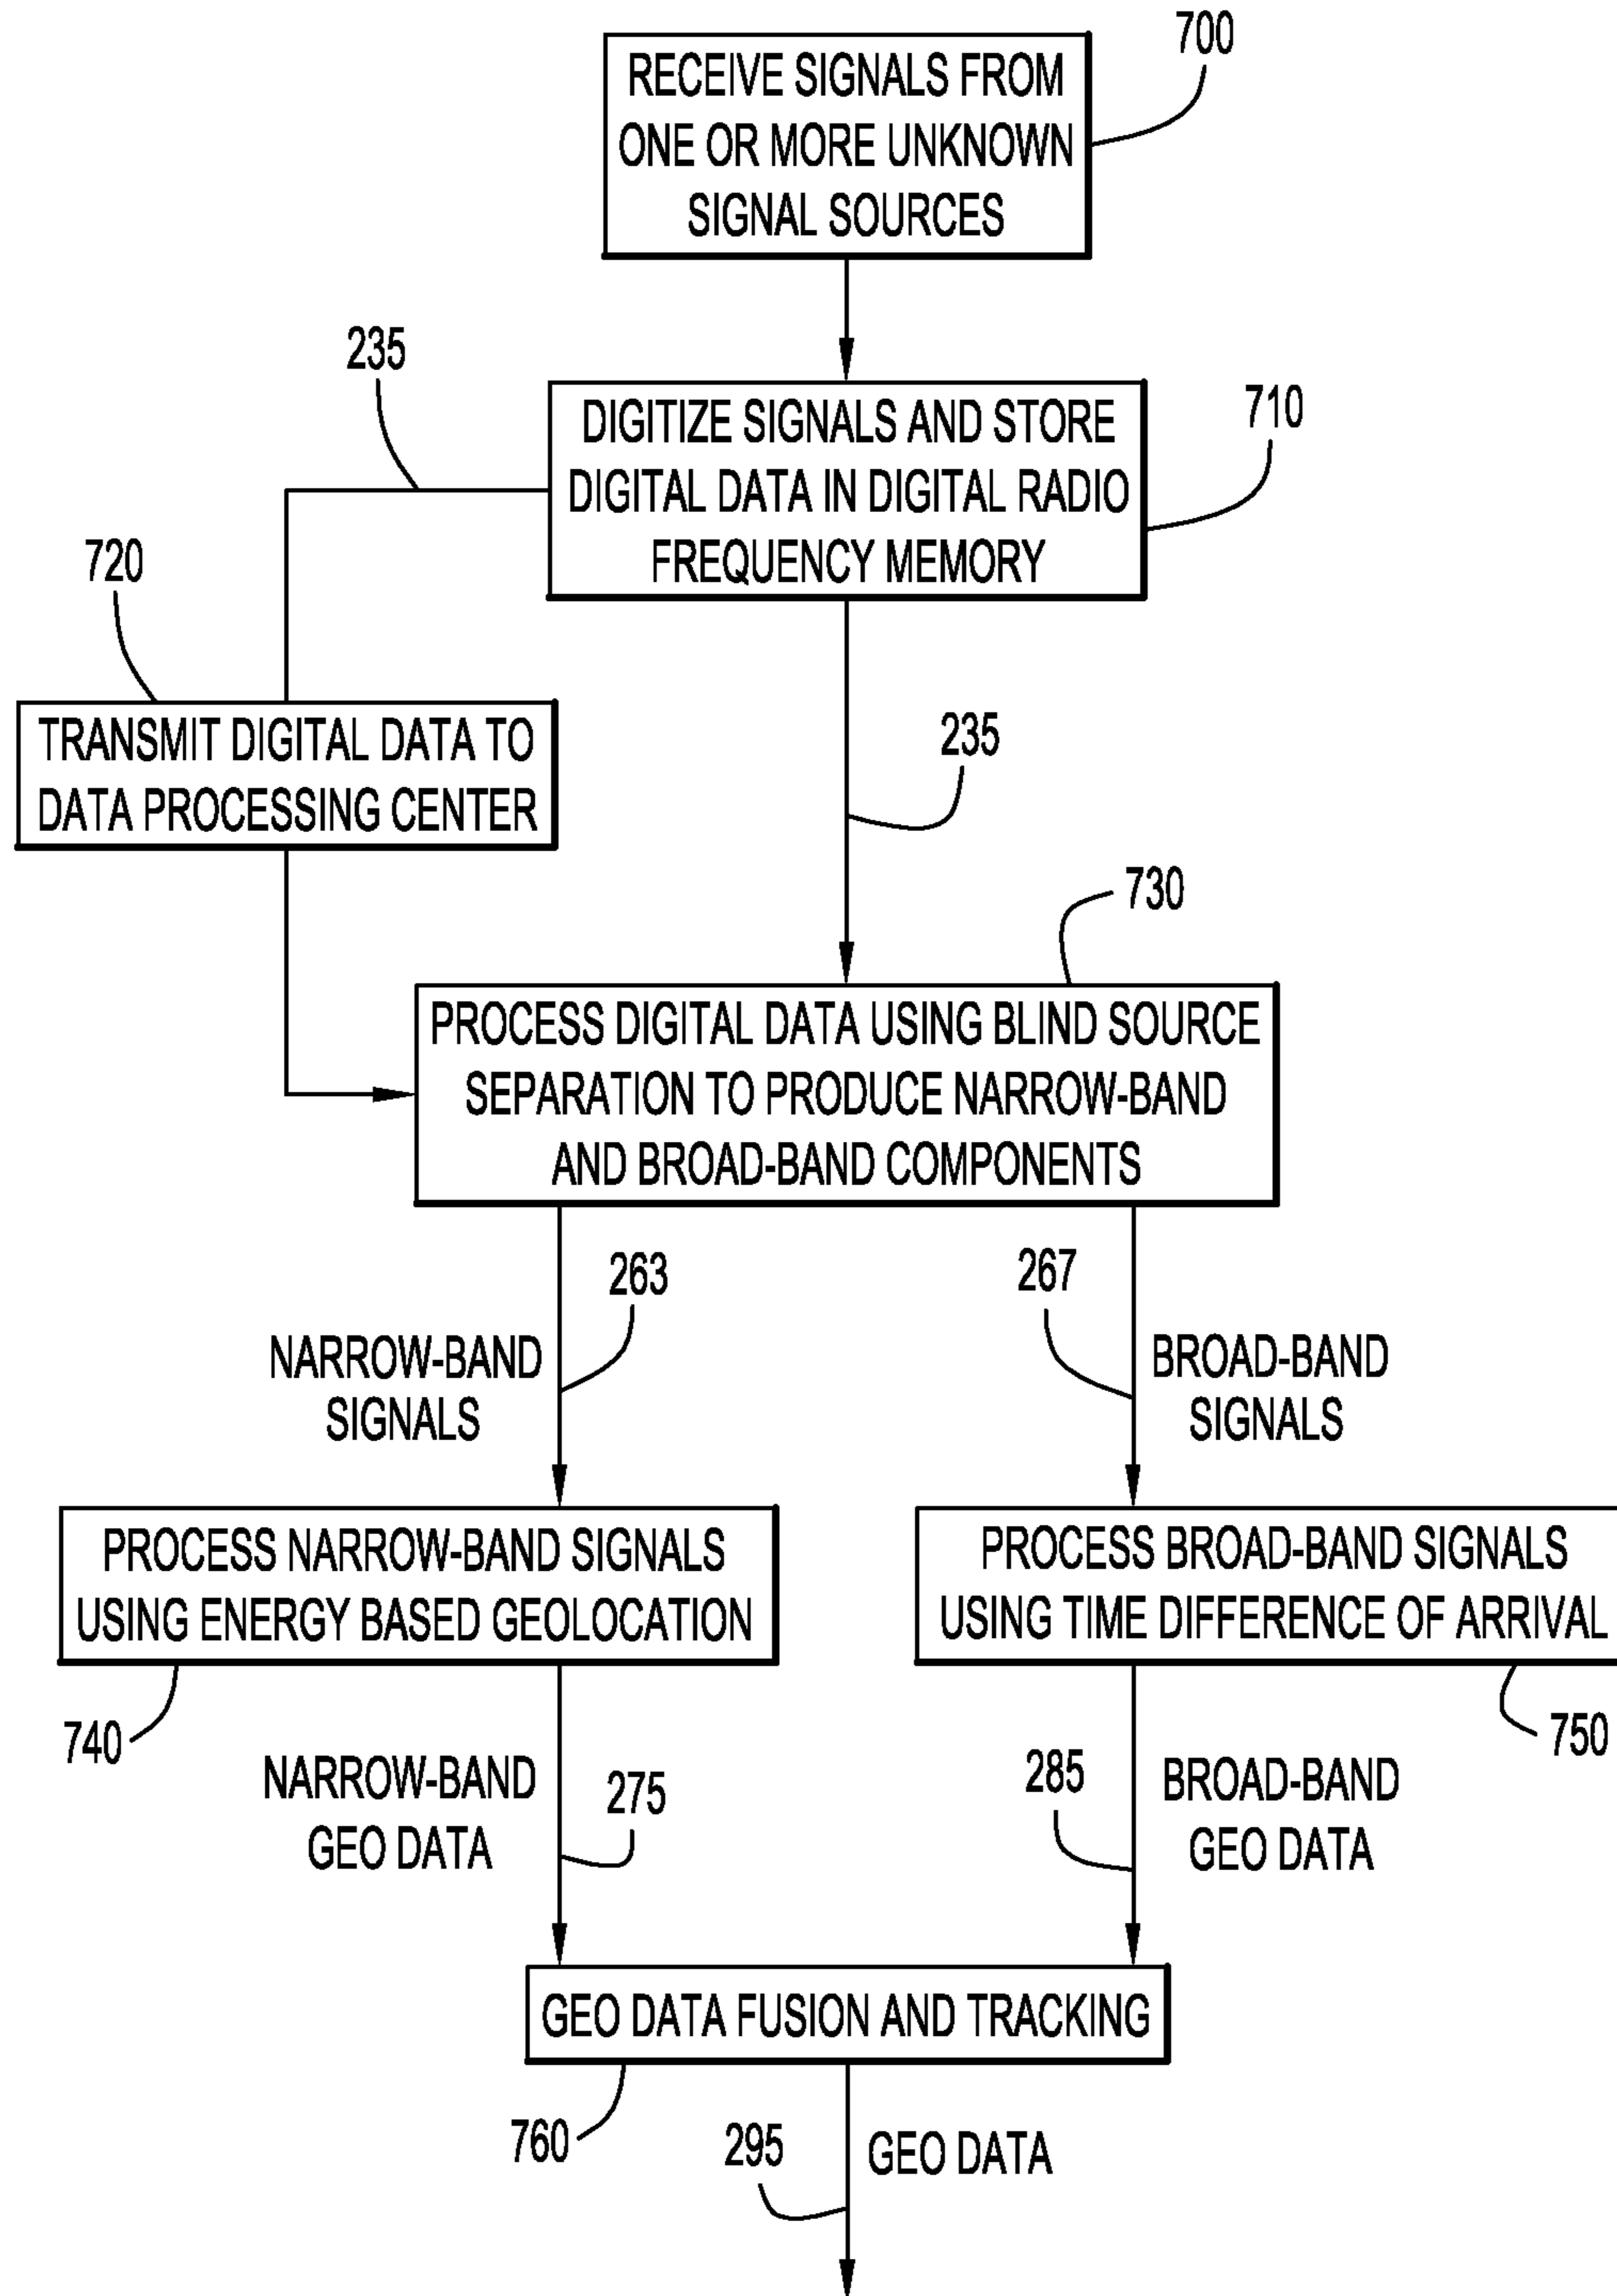 700
RECEIVE SIGNALS FROM
ONE OR MORE UNKNOWN
SIGNAL SOURCES
235
710
DIGITIZE SIGNALS AND STORE
DIGITAL DATA IN DIGITAL RADIO
FREQUENCY MEMORY
720
TRANSMIT DIGITAL DATA TO
DATA PROCESSING CENTER
235
730
PROCESS DIGITAL DATA USING BLIND SOURCE
SEPARATION TO PRODUCE NARROW-BAND
AND BROAD-BAND COMPONENTS
263
267
NARROW-BAND
SIGNALS
BROAD-BAND
SIGNALS
PROCESS NARROW-BAND SIGNALS
USING ENERGY BASED GEOLOCATION
PROCESS BROAD-BAND SIGNALS
USING TIME DIFFERENCE OF ARRIVAL
740
750
NARROW-BAND
GEO DATA
275
285
BROAD-BAND
GEO DATA
GEO DATA FUSION AND TRACKING
760
295
GEO DATA